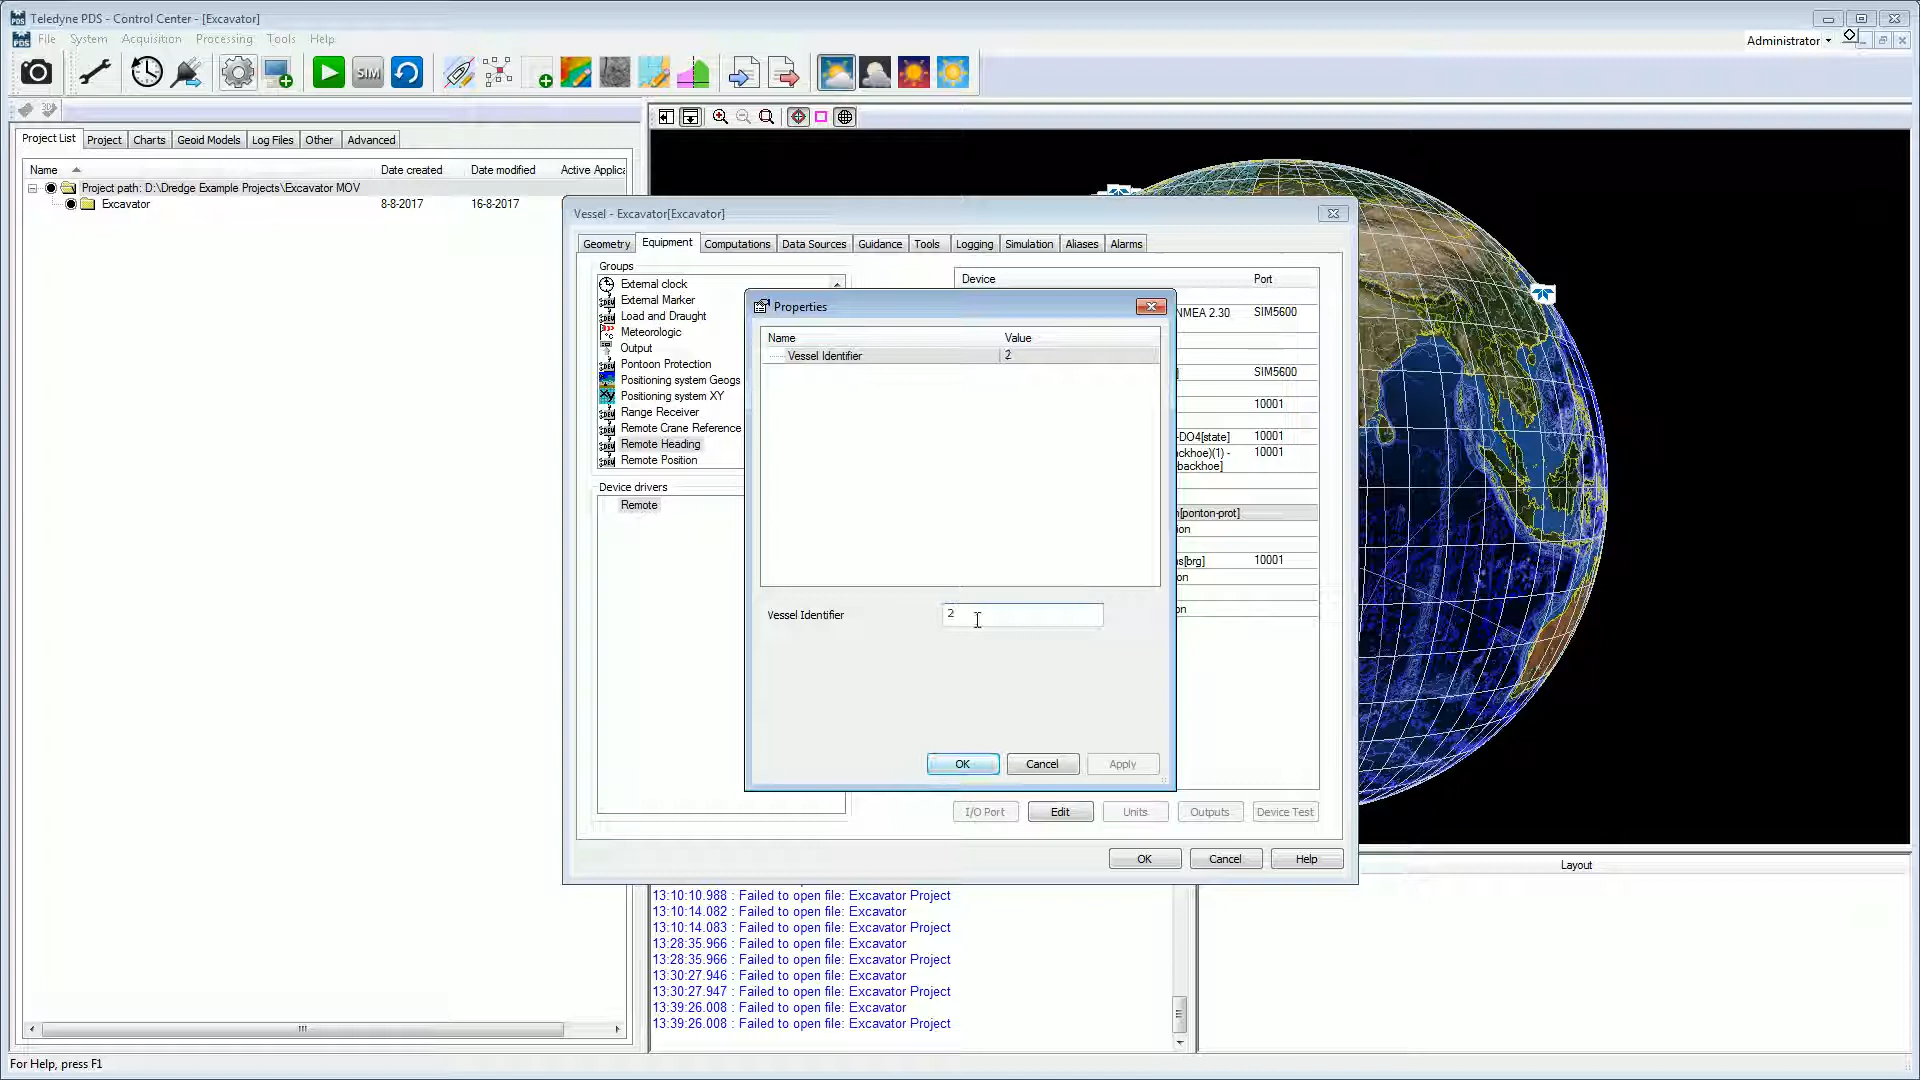 Teledyne PDS - Control Center - [Excavator]
File System Acquisition Processing Tools Help
Administrator
SIM
Project List Project Charts Geoid Models Log Files Other Advanced
Name Date created Date modified Active Applica
Project path: D:\Dredge Example Projects\Excavator MOV
Excavator 8-8-2017 16-8-2017
Vessel - Excavator[Excavator]
Geometry Equipment Computations Data Sources Guidance Tools Logging Simulation Aliases Alarms
Groups
External clock
External Marker
Load and Draught
Meteorologic
Output
Pontoon Protection
Positioning system Geogs
Positioning system XY
Range Receiver
Remote Crane Reference
Remote Heading
Remote Position
Device drivers
Remote
Device Port
NMEA 2.30 SIM5600
] SIM5600
10001
-DO4[state] 10001
ckhoe)(1) - 10001
backhoe]
n[ponton-prot]
tion
s[brg] 10001
on
on
Properties
Name Value
Vessel Identifier 2
Vessel Identifier 2
OK Cancel Apply
I/O Port Edit Units Outputs Device Test
OK Cancel Help
Layout
13:10:10.988 : Failed to open file: Excavator Project
13:10:14.082 : Failed to open file: Excavator
13:10:14.083 : Failed to open file: Excavator Project
13:28:35.966 : Failed to open file: Excavator
13:28:35.966 : Failed to open file: Excavator Project
13:30:27.946 : Failed to open file: Excavator
13:30:27.947 : Failed to open file: Excavator Project
13:39:26.008 : Failed to open file: Excavator
13:39:26.008 : Failed to open file: Excavator Project
For Help, press F1